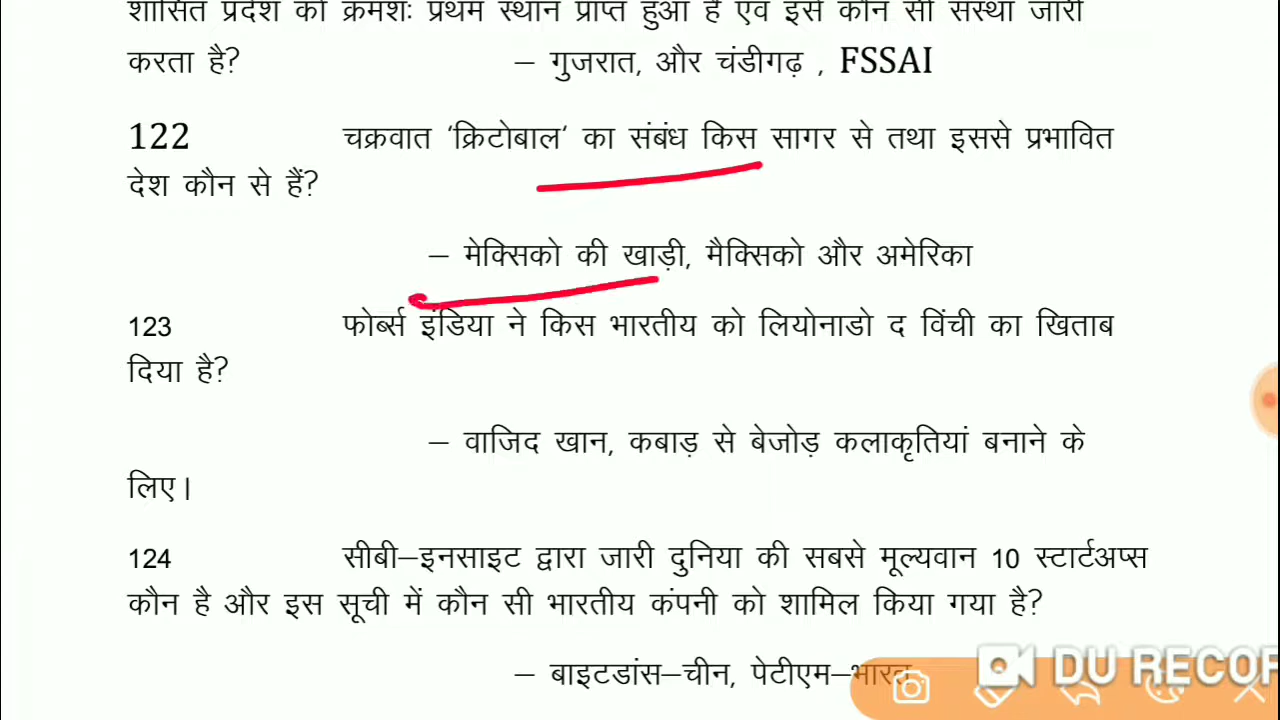 शासित प्रदेश को क्रमशः प्रथम स्थान प्राप्त हुआ है एवं इसे कौन सी संस्था जारी
करता है? – गुजरात, और चंडीगढ़ , FSSAI
122 चक्रवात ‘क्रिटोबाल’ का संबंध किस सागर से तथा इससे प्रभावित
देश कौन से हैं?
– मेक्सिको की खाड़ी, मैक्सिको और अमेरिका
123 फोर्ब्स इंडिया ने किस भारतीय को लियोनाडो द विंची का खिताब
दिया है?
– वाजिद खान, कबाड़ से बेजोड़ कलाकृतियां बनाने के
लिए।
124 सीबी–इनसाइट द्वारा जारी दुनिया की सबसे मूल्यवान 10 स्टार्टअप्स
कौन है और इस सूची में कौन सी भारतीय कंपनी को शामिल किया गया है?
– बाइटडांस–चीन, पेटीएम–भारत
DU RECOR